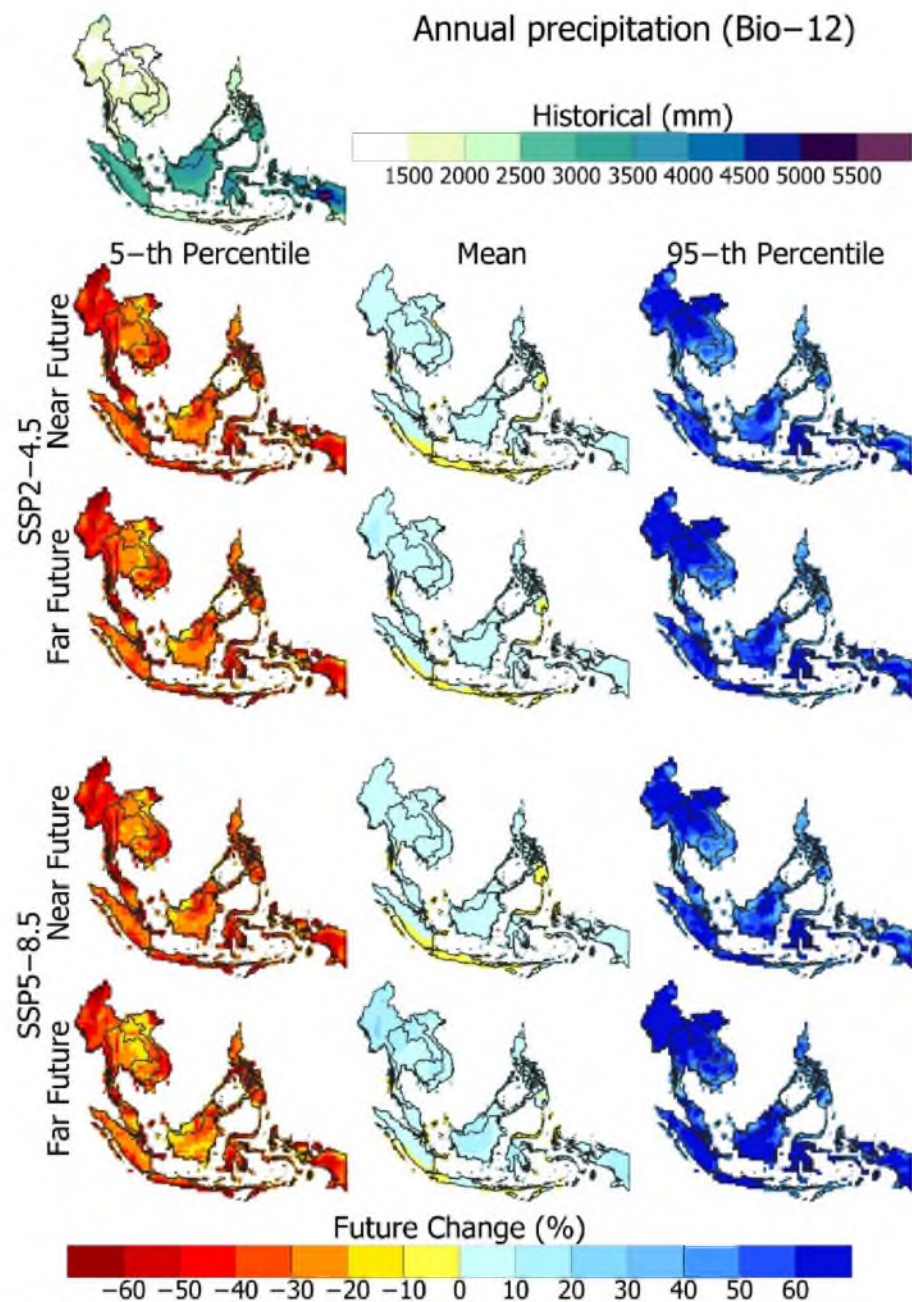 Annual precipitation (Bio−12)
Historical (mm)
1500 2000 2500 3000 3500 4000 4500 5000 5500
5−th Percentile Mean 95−th Percentile
SSP2−4.5
Near Future
Far Future
SSP5−8.5
Near Future
Far Future
Future Change (%)
−60 −50 −40 −30 −20 −10 0 10 20 30 40 50 60